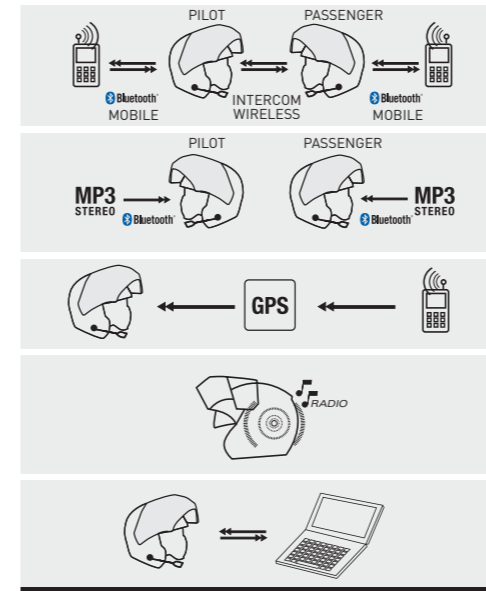 PILOT
PASSENGER
Bluetooth
MOBILE
INTERCOM
WIRELESS
Bluetooth
MOBILE
PILOT
PASSENGER
MP3
STEREO
Bluetooth
MP3
STEREO
Bluetooth
GPS
RADIO